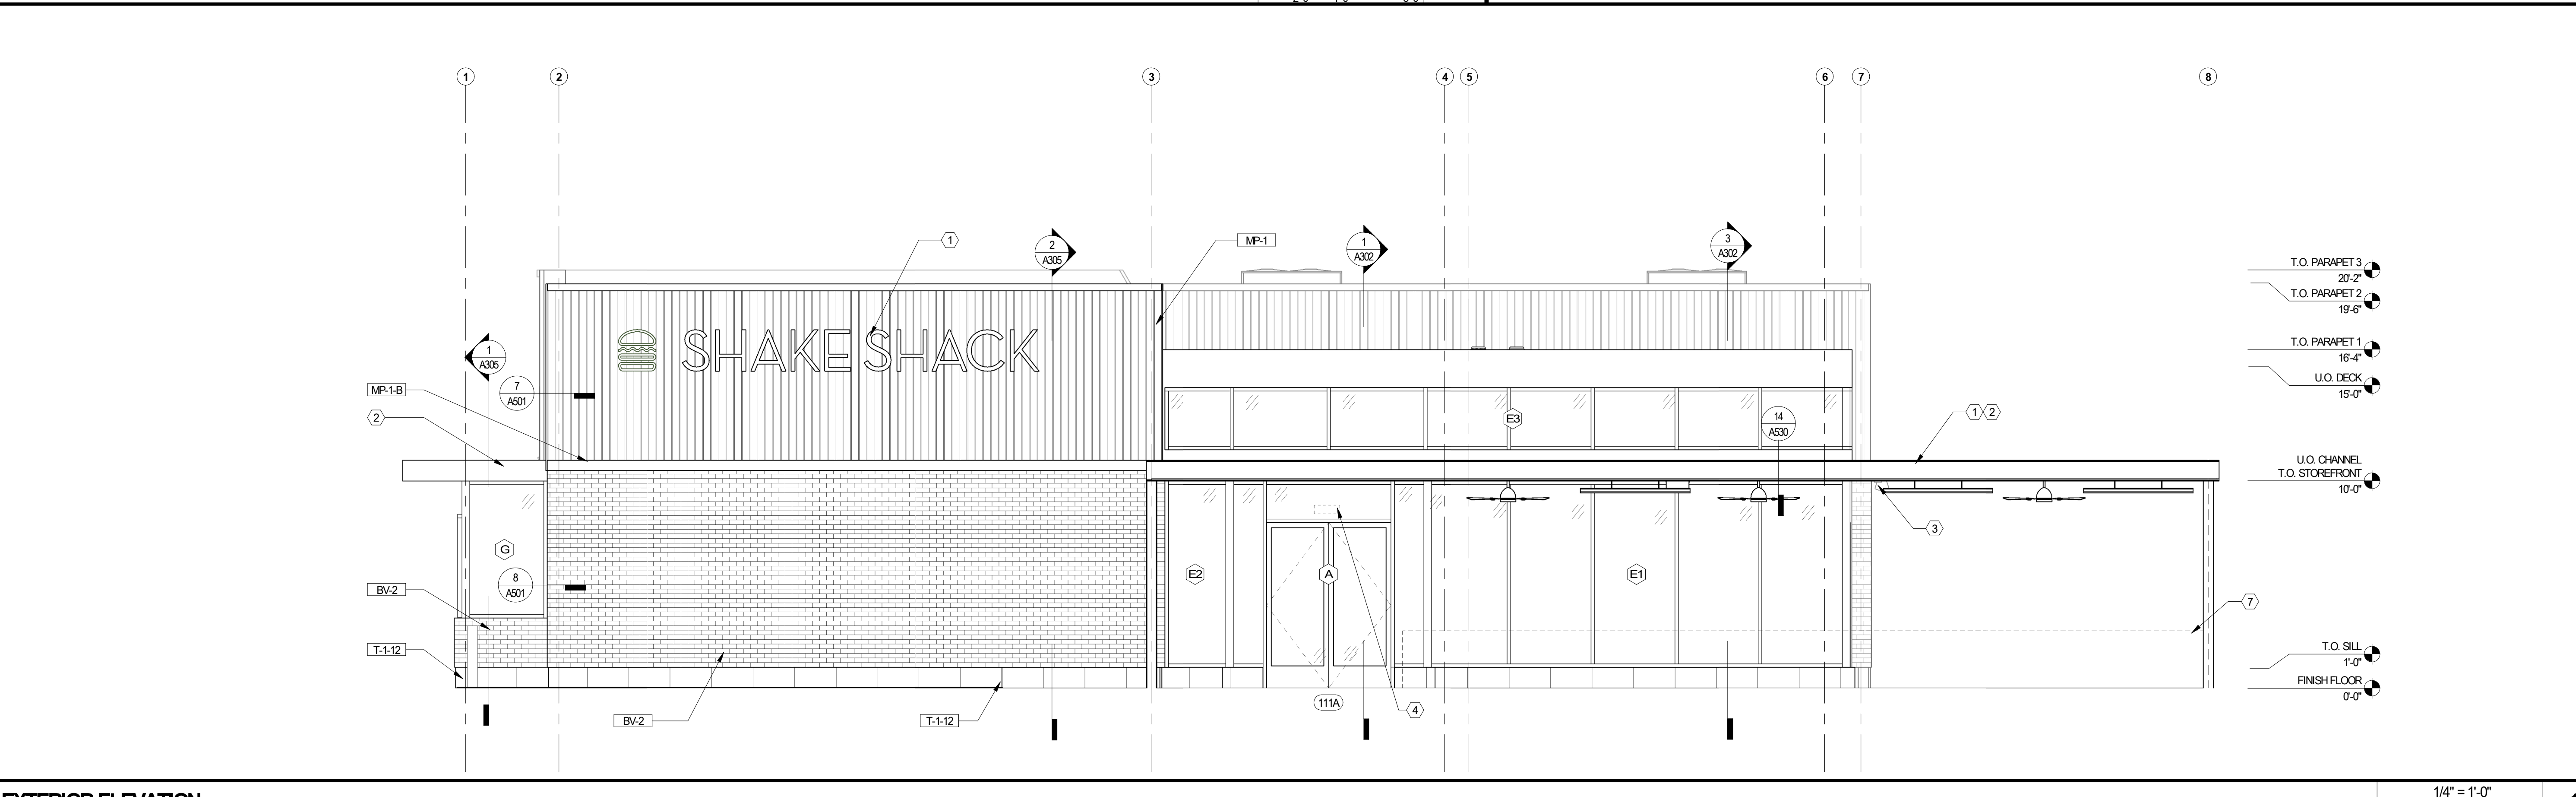 1 2 3 4 5 6 7 8
1
2
A305
MP-1
1
A302
3
A302
T.O. PARAPET 3
20'-2"
T.O. PARAPET 2
19'-6"
SHAKE SHACK
1
A305
T.O. PARAPET 1
16'-4"
U.O. DECK
15'-0"
MP-1-B
7
A501
2
E3
14
A530
1 2
U.O. CHANNEL
T.O. STOREFRONT
10'-0"
3
G
8
A501
E2
A
E1
BV-2
7
T-1-12
T.O. SILL
1'-0"
FINISH FLOOR
0'-0"
BV-2
T-1-12
111A
4
EXTERIOR ELEVATION
1/4" = 1'-0"